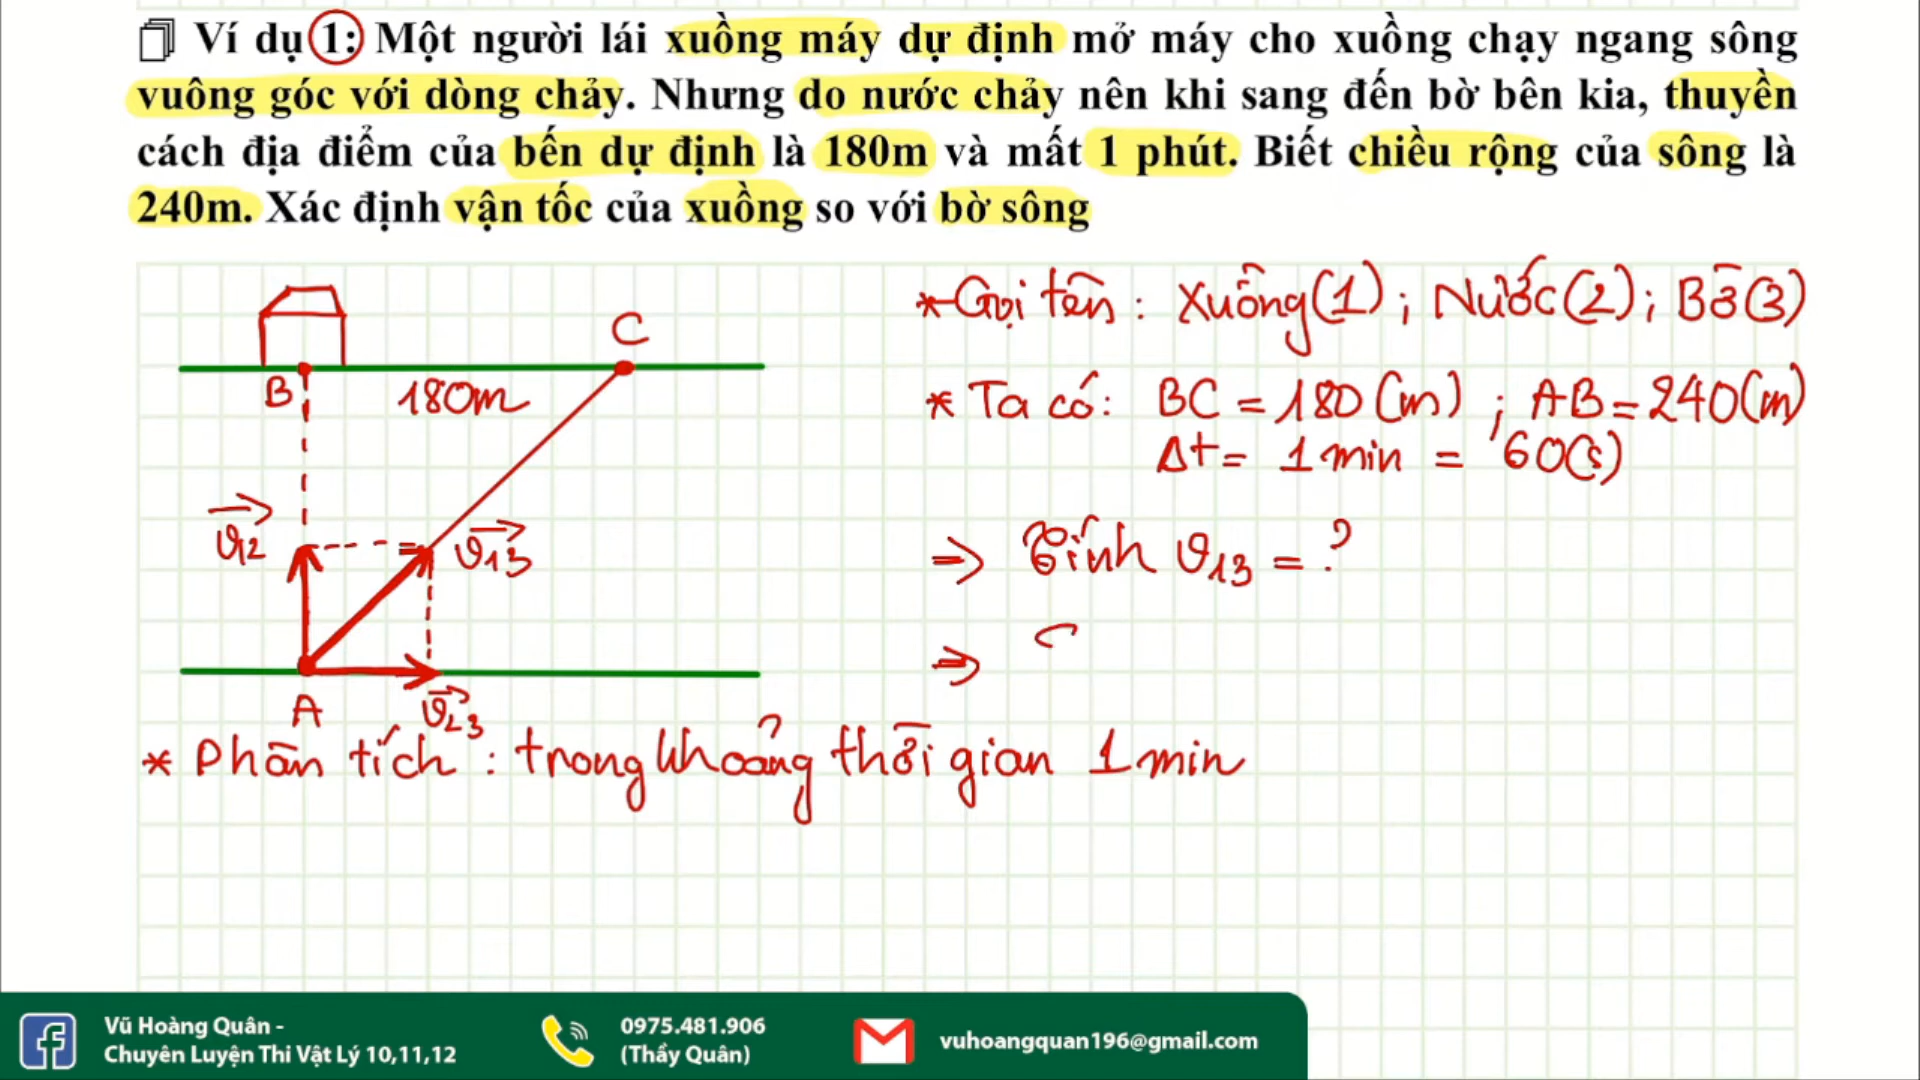 Ví dụ 1: Một người lái xuồng máy dự định mở máy cho xuồng chạy ngang sông
vuông góc với dòng chảy. Nhưng do nước chảy nên khi sang đến bờ bên kia, thuyền
cách địa điểm của bến dự định là 180m và mất 1 phút. Biết chiều rộng của sông là
240m. Xác định vận tốc của xuồng so với bờ sông
* Gọi tên : Xuồng(1) ; Nước(2) ; Bờ(3)
C
B 180m
* Ta có: BC = 180(m) ; AB = 240(m)
Δt = 1min = 60(s)
v12 v13
=> Tính v13 = ?
=>
A v23
* Phân tích : trong khoảng thời gian 1 min
Vũ Hoàng Quân -
Chuyên Luyện Thi Vật Lý 10,11,12
0975.481.906
(Thầy Quân)
vuhoangquan196@gmail.com